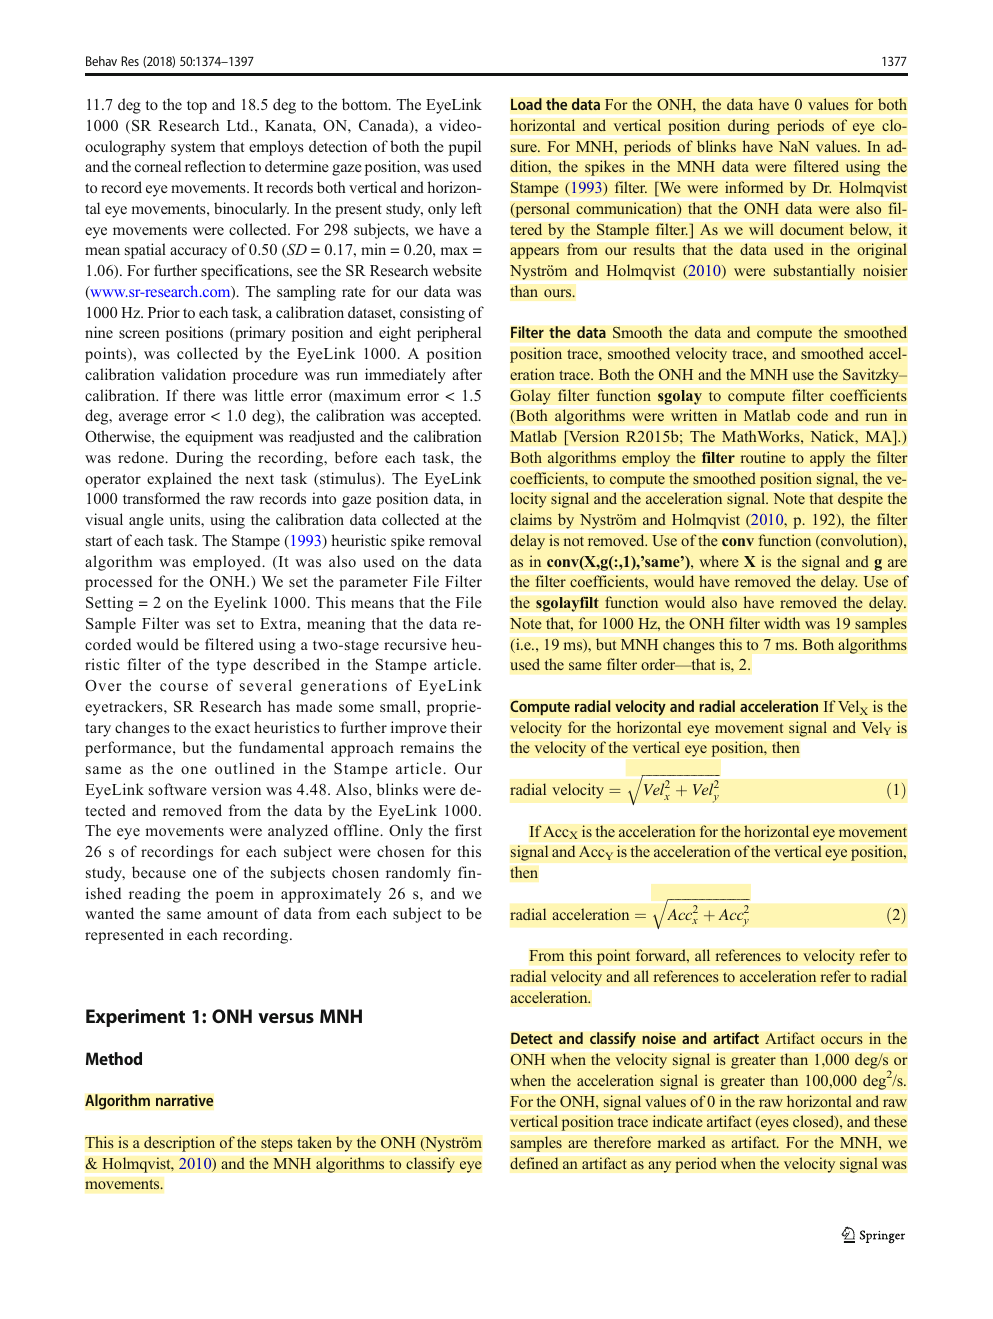 Behav Res (2018) 50:1374–1397
1377
11.7 deg to the top and 18.5 deg to the bottom. The EyeLink
1000 (SR Research Ltd., Kanata, ON, Canada), a video-
oculography system that employs detection of both the pupil
and the corneal reflection to determine gaze position, was used
to record eye movements. It records both vertical and horizon-
tal eye movements, binocularly. In the present study, only left
eye movements were collected. For 298 subjects, we have a
mean spatial accuracy of 0.50 (SD = 0.17, min = 0.20, max =
1.06). For further specifications, see the SR Research website
(www.sr-research.com). The sampling rate for our data was
1000 Hz. Prior to each task, a calibration dataset, consisting of
nine screen positions (primary position and eight peripheral
points), was collected by the EyeLink 1000. A position
calibration validation procedure was run immediately after
calibration. If there was little error (maximum error < 1.5
deg, average error < 1.0 deg), the calibration was accepted.
Otherwise, the equipment was readjusted and the calibration
was redone. During the recording, before each task, the
operator explained the next task (stimulus). The EyeLink
1000 transformed the raw records into gaze position data, in
visual angle units, using the calibration data collected at the
start of each task. The Stampe (1993) heuristic spike removal
algorithm was employed. (It was also used on the data
processed for the ONH.) We set the parameter File Filter
Setting = 2 on the Eyelink 1000. This means that the File
Sample Filter was set to Extra, meaning that the data re-
corded would be filtered using a two-stage recursive heu-
ristic filter of the type described in the Stampe article.
Over the course of several generations of EyeLink
eyetrackers, SR Research has made some small, proprie-
tary changes to the exact heuristics to further improve their
performance, but the fundamental approach remains the
same as the one outlined in the Stampe article. Our
EyeLink software version was 4.48. Also, blinks were de-
tected and removed from the data by the EyeLink 1000.
The eye movements were analyzed offline. Only the first
26 s of recordings for each subject were chosen for this
study, because one of the subjects chosen randomly fin-
ished reading the poem in approximately 26 s, and we
wanted the same amount of data from each subject to be
represented in each recording.
Experiment 1: ONH versus MNH
Method
Algorithm narrative
This is a description of the steps taken by the ONH (Nyström
& Holmqvist, 2010) and the MNH algorithms to classify eye
movements.
Load the data For the ONH, the data have 0 values for both
horizontal and vertical position during periods of eye clo-
sure. For MNH, periods of blinks have NaN values. In ad-
dition, the spikes in the MNH data were filtered using the
Stampe (1993) filter. [We were informed by Dr. Holmqvist
(personal communication) that the ONH data were also fil-
tered by the Stample filter.] As we will document below, it
appears from our results that the data used in the original
Nyström and Holmqvist (2010) were substantially noisier
than ours.
Filter the data Smooth the data and compute the smoothed
position trace, smoothed velocity trace, and smoothed accel-
eration trace. Both the ONH and the MNH use the Savitzky–
Golay filter function sgolay to compute filter coefficients
(Both algorithms were written in Matlab code and run in
Matlab [Version R2015b; The MathWorks, Natick, MA].)
Both algorithms employ the filter routine to apply the filter
coefficients, to compute the smoothed position signal, the ve-
locity signal and the acceleration signal. Note that despite the
claims by Nyström and Holmqvist (2010, p. 192), the filter
delay is not removed. Use of the conv function (convolution),
as in conv(X,g(:,1),’same’), where X is the signal and g are
the filter coefficients, would have removed the delay. Use of
the sgolayfilt function would also have removed the delay.
Note that, for 1000 Hz, the ONH filter width was 19 samples
(i.e., 19 ms), but MNH changes this to 7 ms. Both algorithms
used the same filter order—that is, 2.
Compute radial velocity and radial acceleration If VelX is the
velocity for the horizontal eye movement signal and VelY is
the velocity of the vertical eye position, then
radial velocity = √(Vel²x + Vel²y) (1)
If AccX is the acceleration for the horizontal eye movement
signal and AccY is the acceleration of the vertical eye position,
then
radial acceleration = √(Acc²x + Acc²y) (2)
From this point forward, all references to velocity refer to
radial velocity and all references to acceleration refer to radial
acceleration.
Detect and classify noise and artifact Artifact occurs in the
ONH when the velocity signal is greater than 1,000 deg/s or
when the acceleration signal is greater than 100,000 deg²/s.
For the ONH, signal values of 0 in the raw horizontal and raw
vertical position trace indicate artifact (eyes closed), and these
samples are therefore marked as artifact. For the MNH, we
defined an artifact as any period when the velocity signal was
Springer